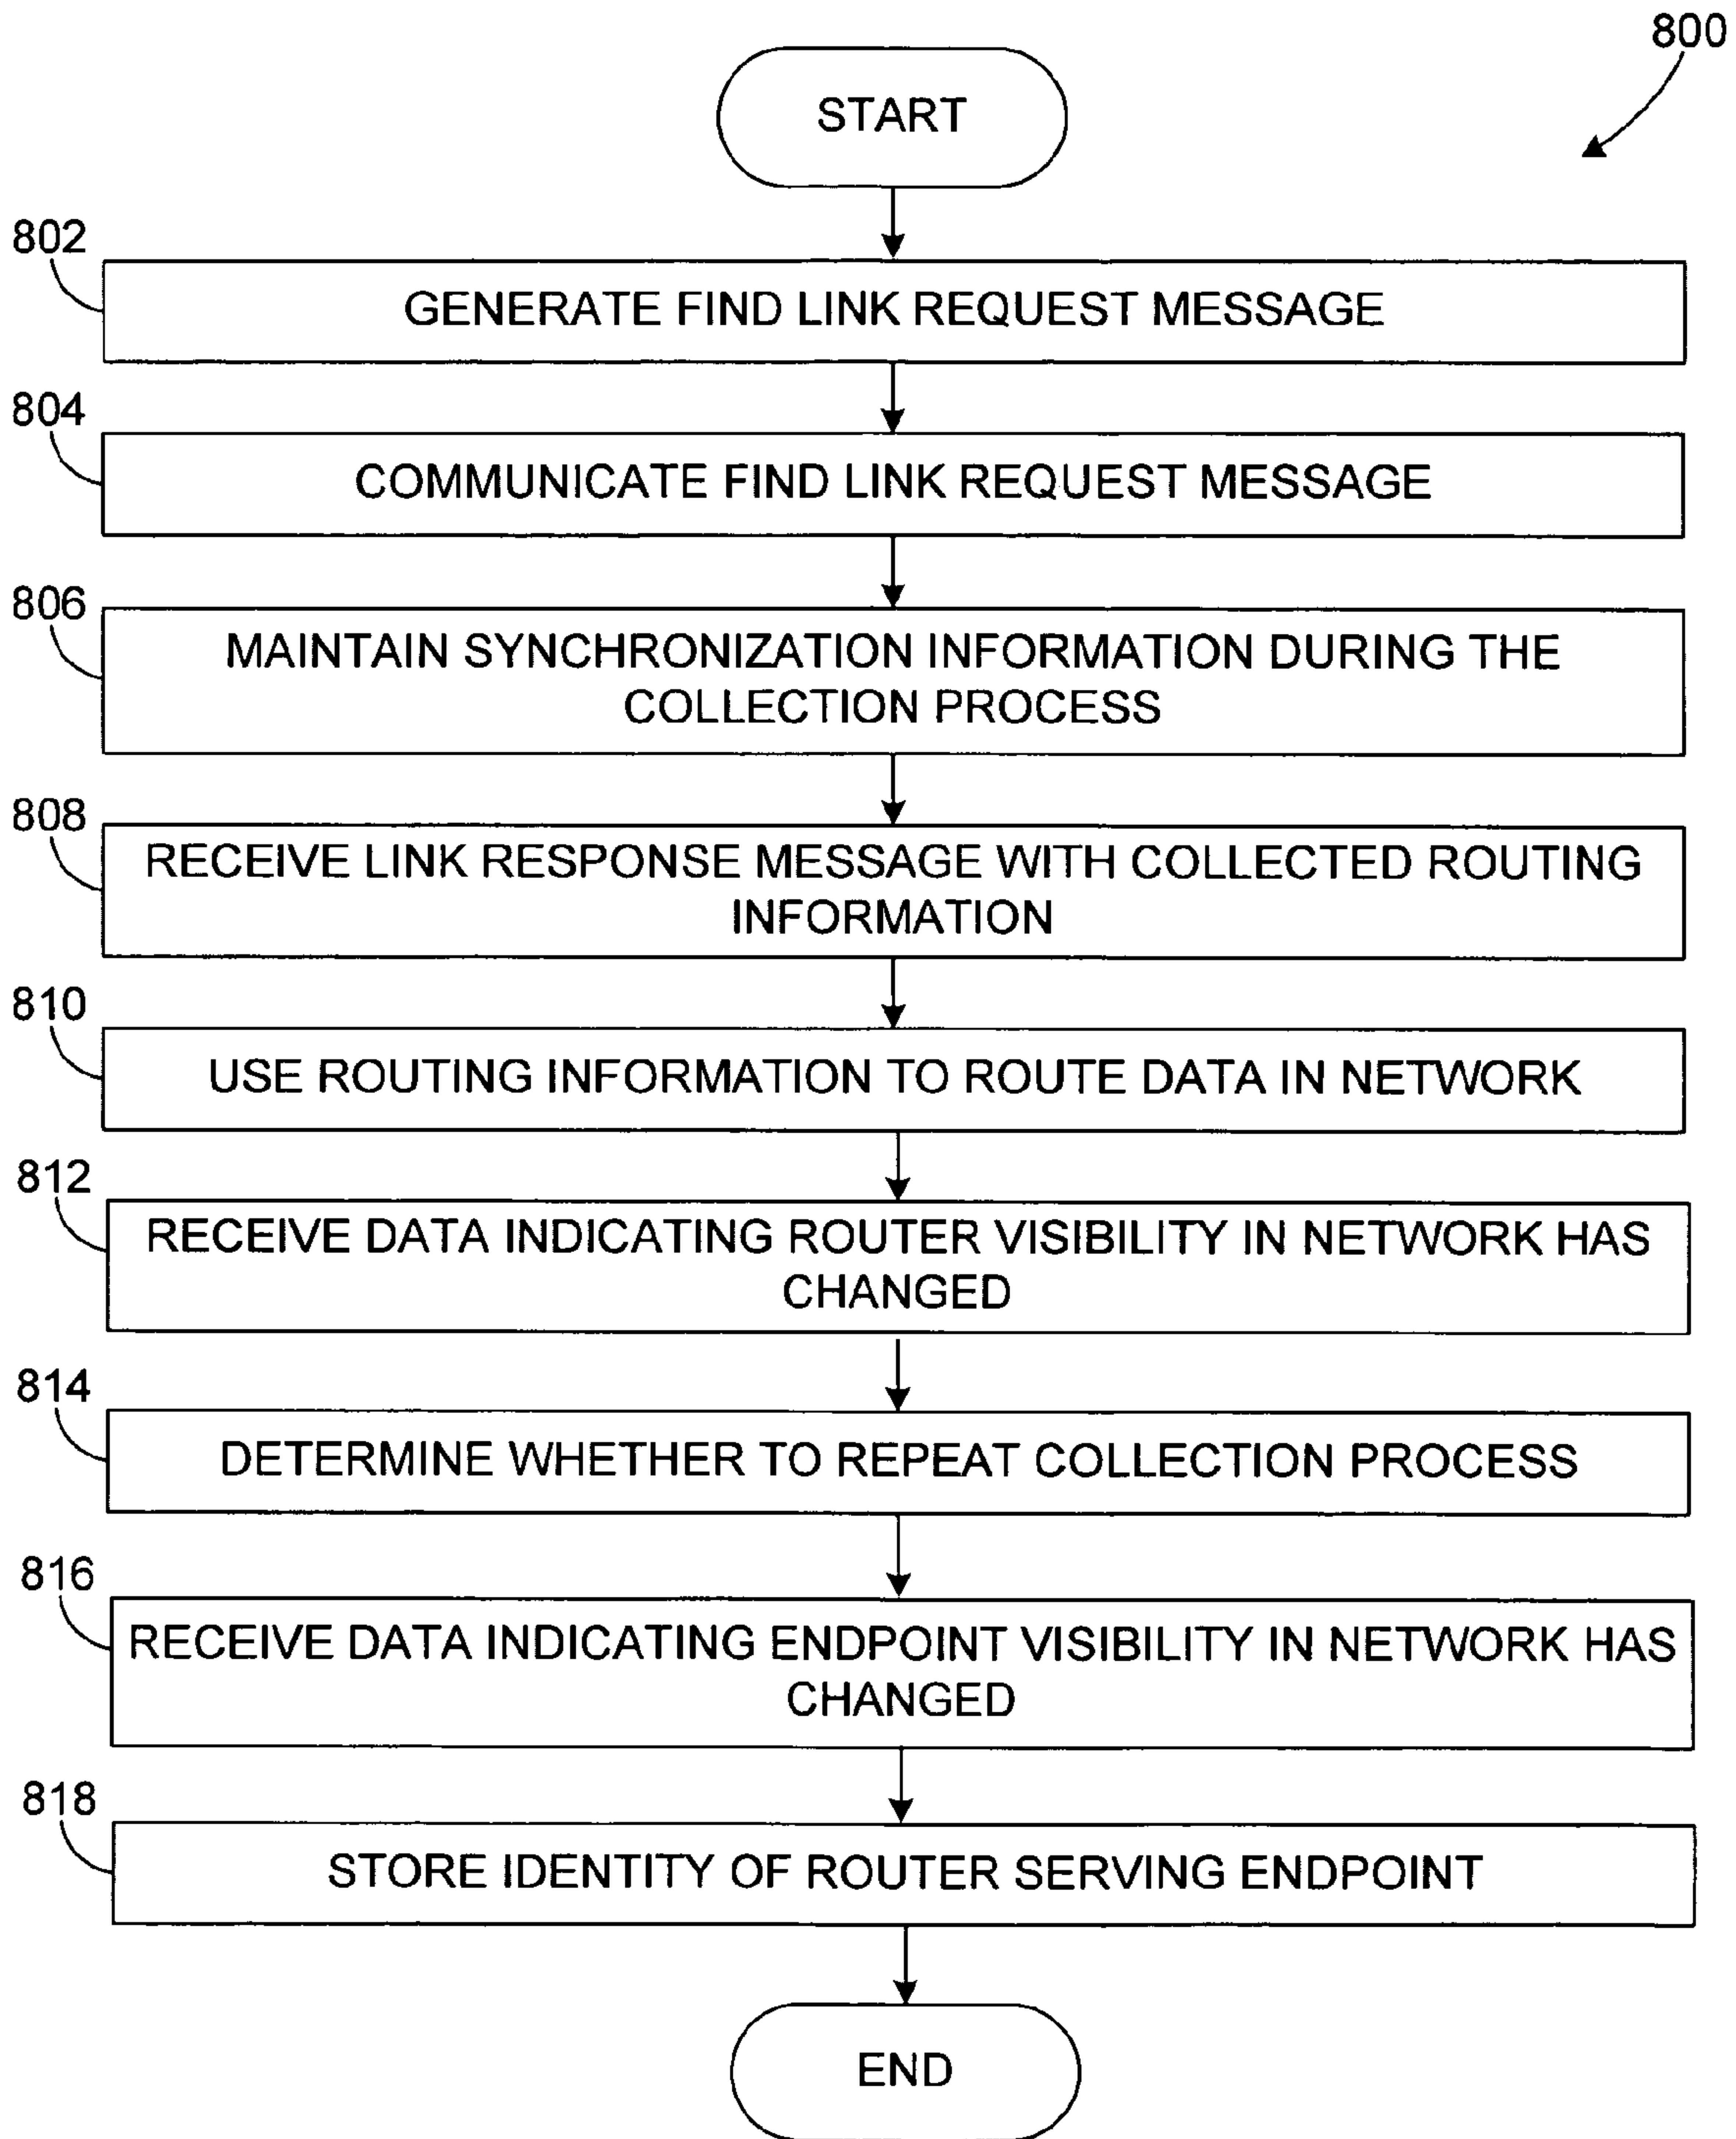 800
START
802
GENERATE FIND LINK REQUEST MESSAGE
804
COMMUNICATE FIND LINK REQUEST MESSAGE
806
MAINTAIN SYNCHRONIZATION INFORMATION DURING THE
COLLECTION PROCESS
808
RECEIVE LINK RESPONSE MESSAGE WITH COLLECTED ROUTING
INFORMATION
810
USE ROUTING INFORMATION TO ROUTE DATA IN NETWORK
812
RECEIVE DATA INDICATING ROUTER VISIBILITY IN NETWORK HAS
CHANGED
814
DETERMINE WHETHER TO REPEAT COLLECTION PROCESS
816
RECEIVE DATA INDICATING ENDPOINT VISIBILITY IN NETWORK HAS
CHANGED
818
STORE IDENTITY OF ROUTER SERVING ENDPOINT
END